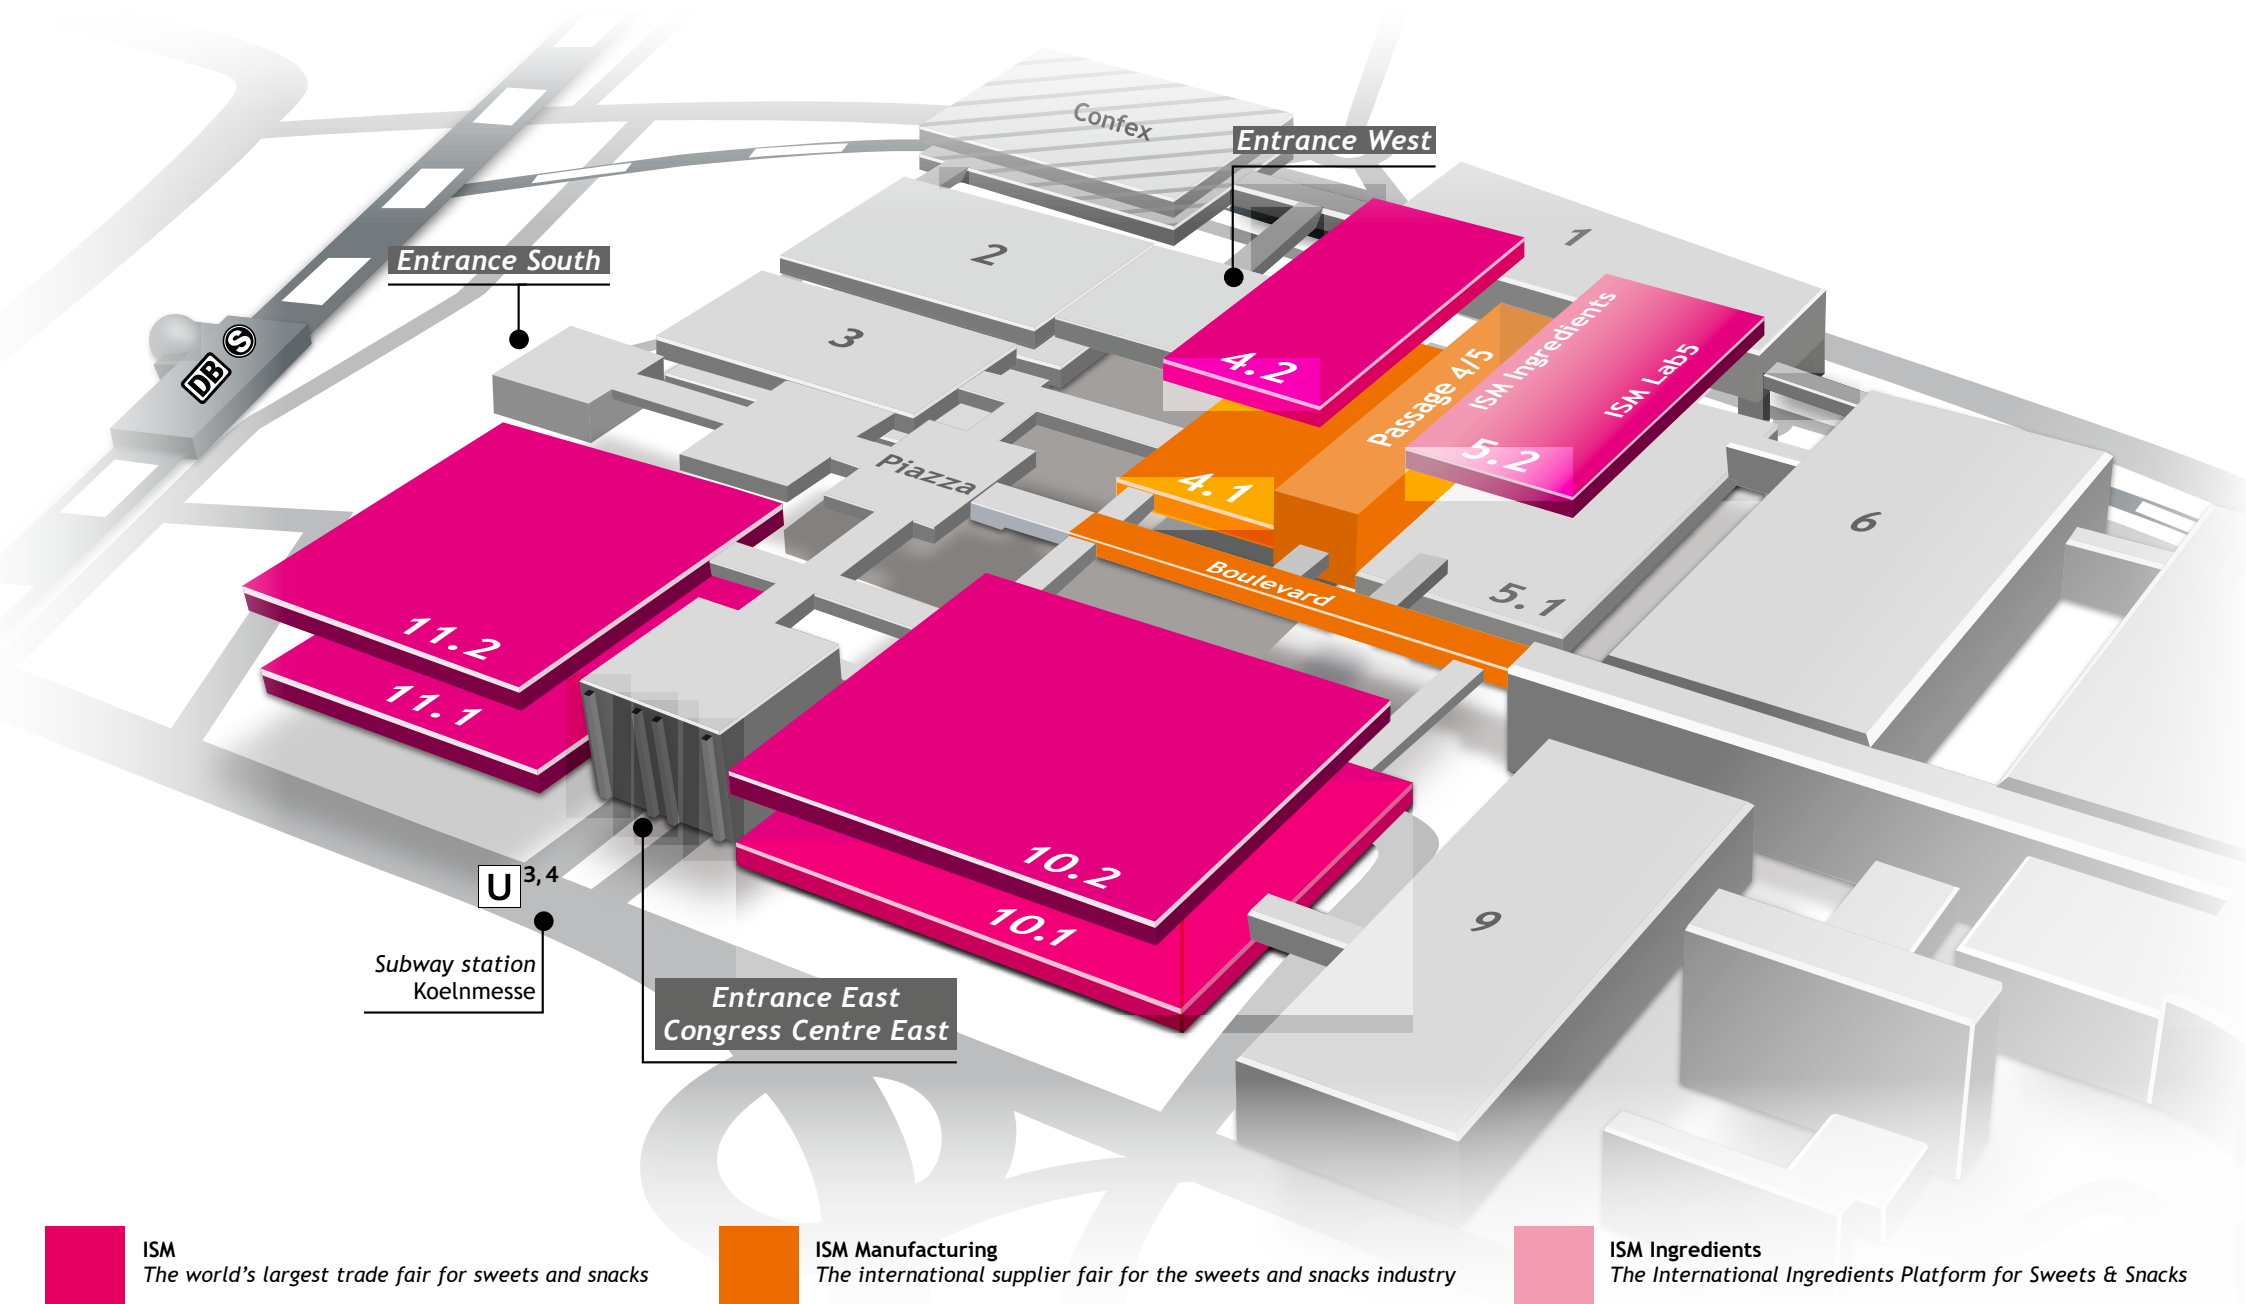 Confex
Entrance West
1
2
Entrance South
3
S
DB
4.2
ISM Ingredients
Passage 4/5
ISM Lab5
5.2
4.1
Piazza
6
Boulevard
5.1
11.2
11.1
10.2
10.1
9
U 3, 4
Subway station
Koelnmesse
Entrance East
Congress Centre East
ISM
The world's largest trade fair for sweets and snacks
ISM Manufacturing
The international supplier fair for the sweets and snacks industry
ISM Ingredients
The International Ingredients Platform for Sweets & Snacks